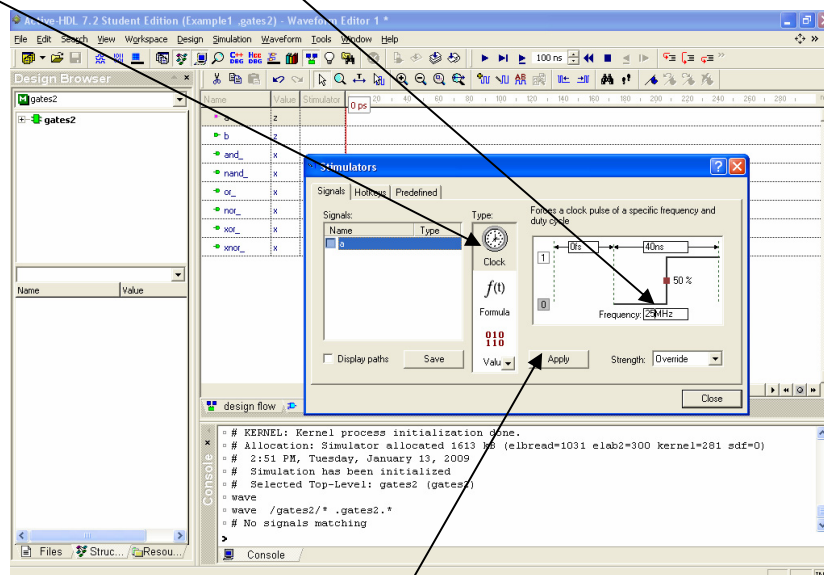 Active-HDL 7.2 Student Edition (Example1 ,gates2) - Waveform Editor 1 *
File Edit Search View Workspace Design Simulation Waveform Tools Window Help
100 ns
Design Browser
gates2
gates2
Name Value
Files Struc... Resou...
Name Value Stimulator
0 ps
20 40 60 80 100 120 140 160 180 200 220 240 260 280
a z
b z
and_ x
nand_ x
or_ x
nor_ x
xor_ x
xnor_ x
Stimulators
Signals Hotkeys Predefined
Signals:
Name Type
a
Display paths
Save
Type:
Clock
f(t)
Formula
010
110
Valu
Forces a clock pulse of a specific frequency and
duty cycle
0fs 40ns
1
50 %
0
Frequency: 25MHz
Apply
Strength: Override
Close
design flow
Console
# KERNEL: Kernel process initialization done.
# Allocation: Simulator allocated 1613 kB (elbread=1031 elab2=300 kernel=281 sdf=0)
# 2:51 PM, Tuesday, January 13, 2009
# Simulation has been initialized
# Selected Top-Level: gates2 (gates2)
wave
wave /gates2/* .gates2.*
# No signals matching
>
Console